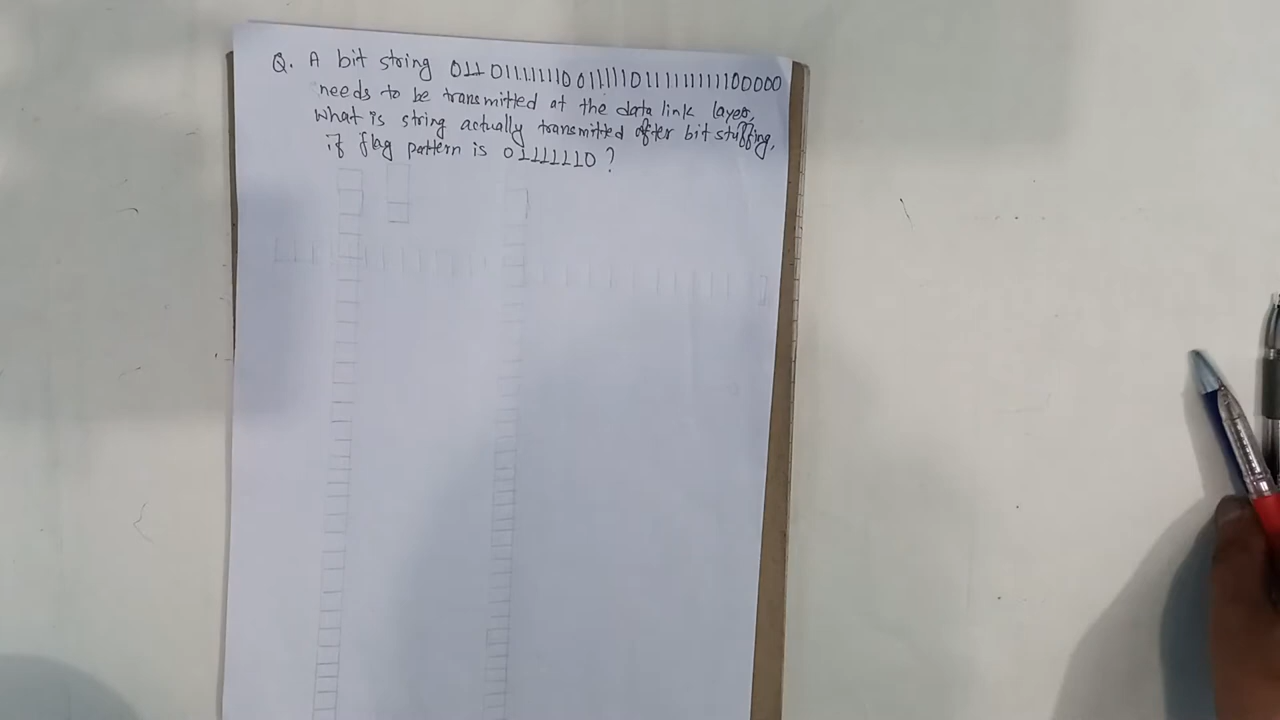 Q. A bit string
needs to be transmitted at the data link layer,
what is string actually transmitted after bit stuffing,
if flag pattern is 01111110 ?